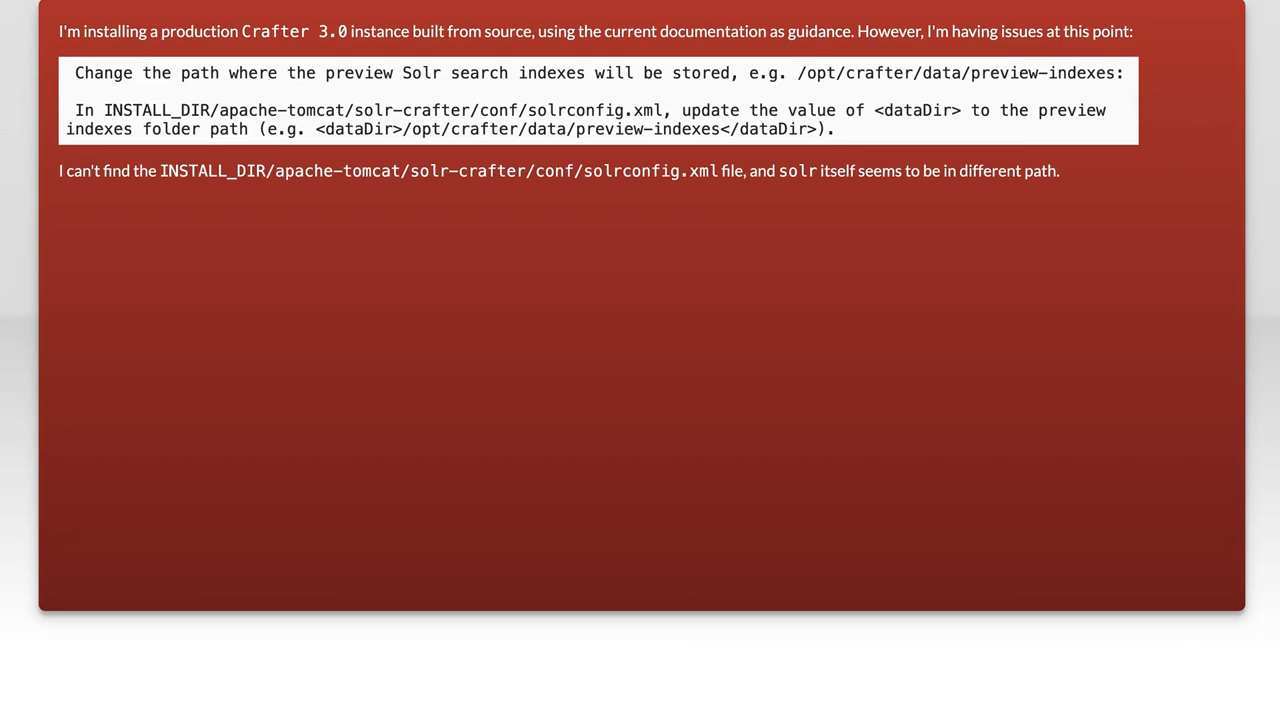 I'm installing a production Crafter 3.0 instance built from source, using the current documentation as guidance. However, I'm having issues at this point:
Change the path where the preview Solr search indexes will be stored, e.g. /opt/crafter/data/preview-indexes:
In INSTALL_DIR/apache-tomcat/solr-crafter/conf/solrconfig.xml, update the value of <dataDir> to the preview
indexes folder path (e.g. <dataDir>/opt/crafter/data/preview-indexes</dataDir>).
I can't find the INSTALL_DIR/apache-tomcat/solr-crafter/conf/solrconfig.xml file, and solr itself seems to be in different path.